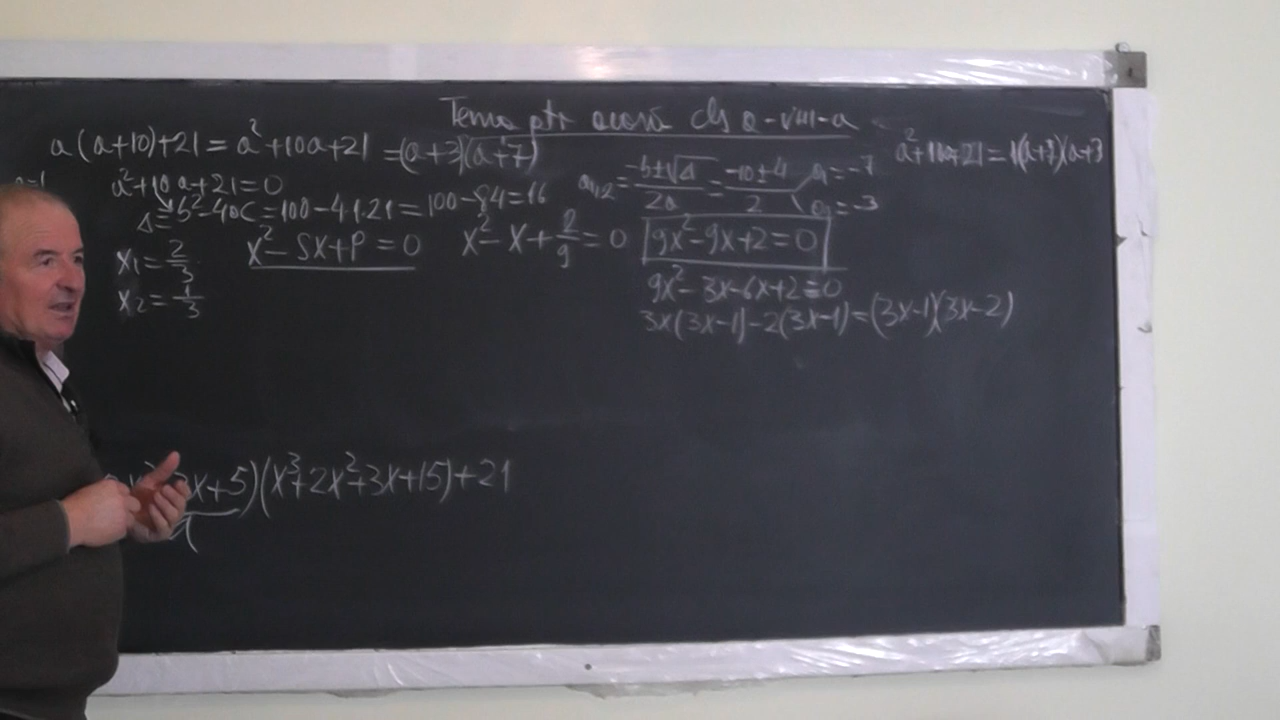 Tema ptr acasă cls a-VIII-a
a(a+10)+21 = a²+10a+21 =(a+3)(a+7)
a²+10a+21=1(a+7)(a+3
a=1
a²+10a+21=0
a₁,₂=(-b±√Δ)/2a=(-10±4)/2 a₁=-7
a₂=-3
Δ=b²-4ac=100-4·1·21=100-84=16
x₁=2/3
x²-Sx+P=0 x²-x+2/9=0 9x²-9x+2=0
x₂=1/3
9x²-3x-6x+2=0
3x(3x-1)-2(3x-1)=(3x-1)(3x-2)
x+5)(x³+2x²+3x+15)+21
a